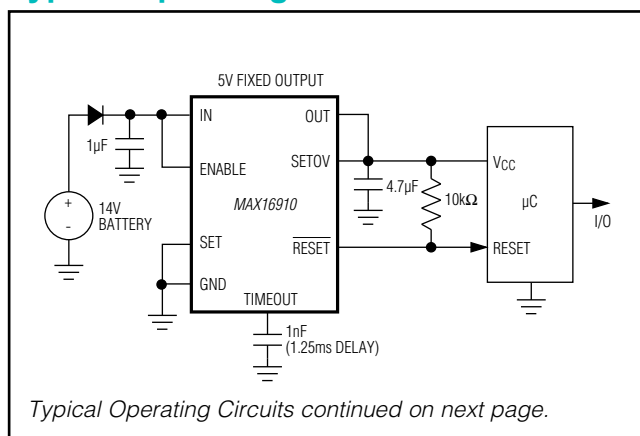 5V FIXED OUTPUT
IN
OUT
1µF
ENABLE
SETOV
VCC
4.7µF
MAX16910
10kΩ
µC
I/O
+
-
14V
BATTERY
SET
RESET
RESET
GND
TIMEOUT
1nF
(1.25ms DELAY)
Typical Operating Circuits continued on next page.